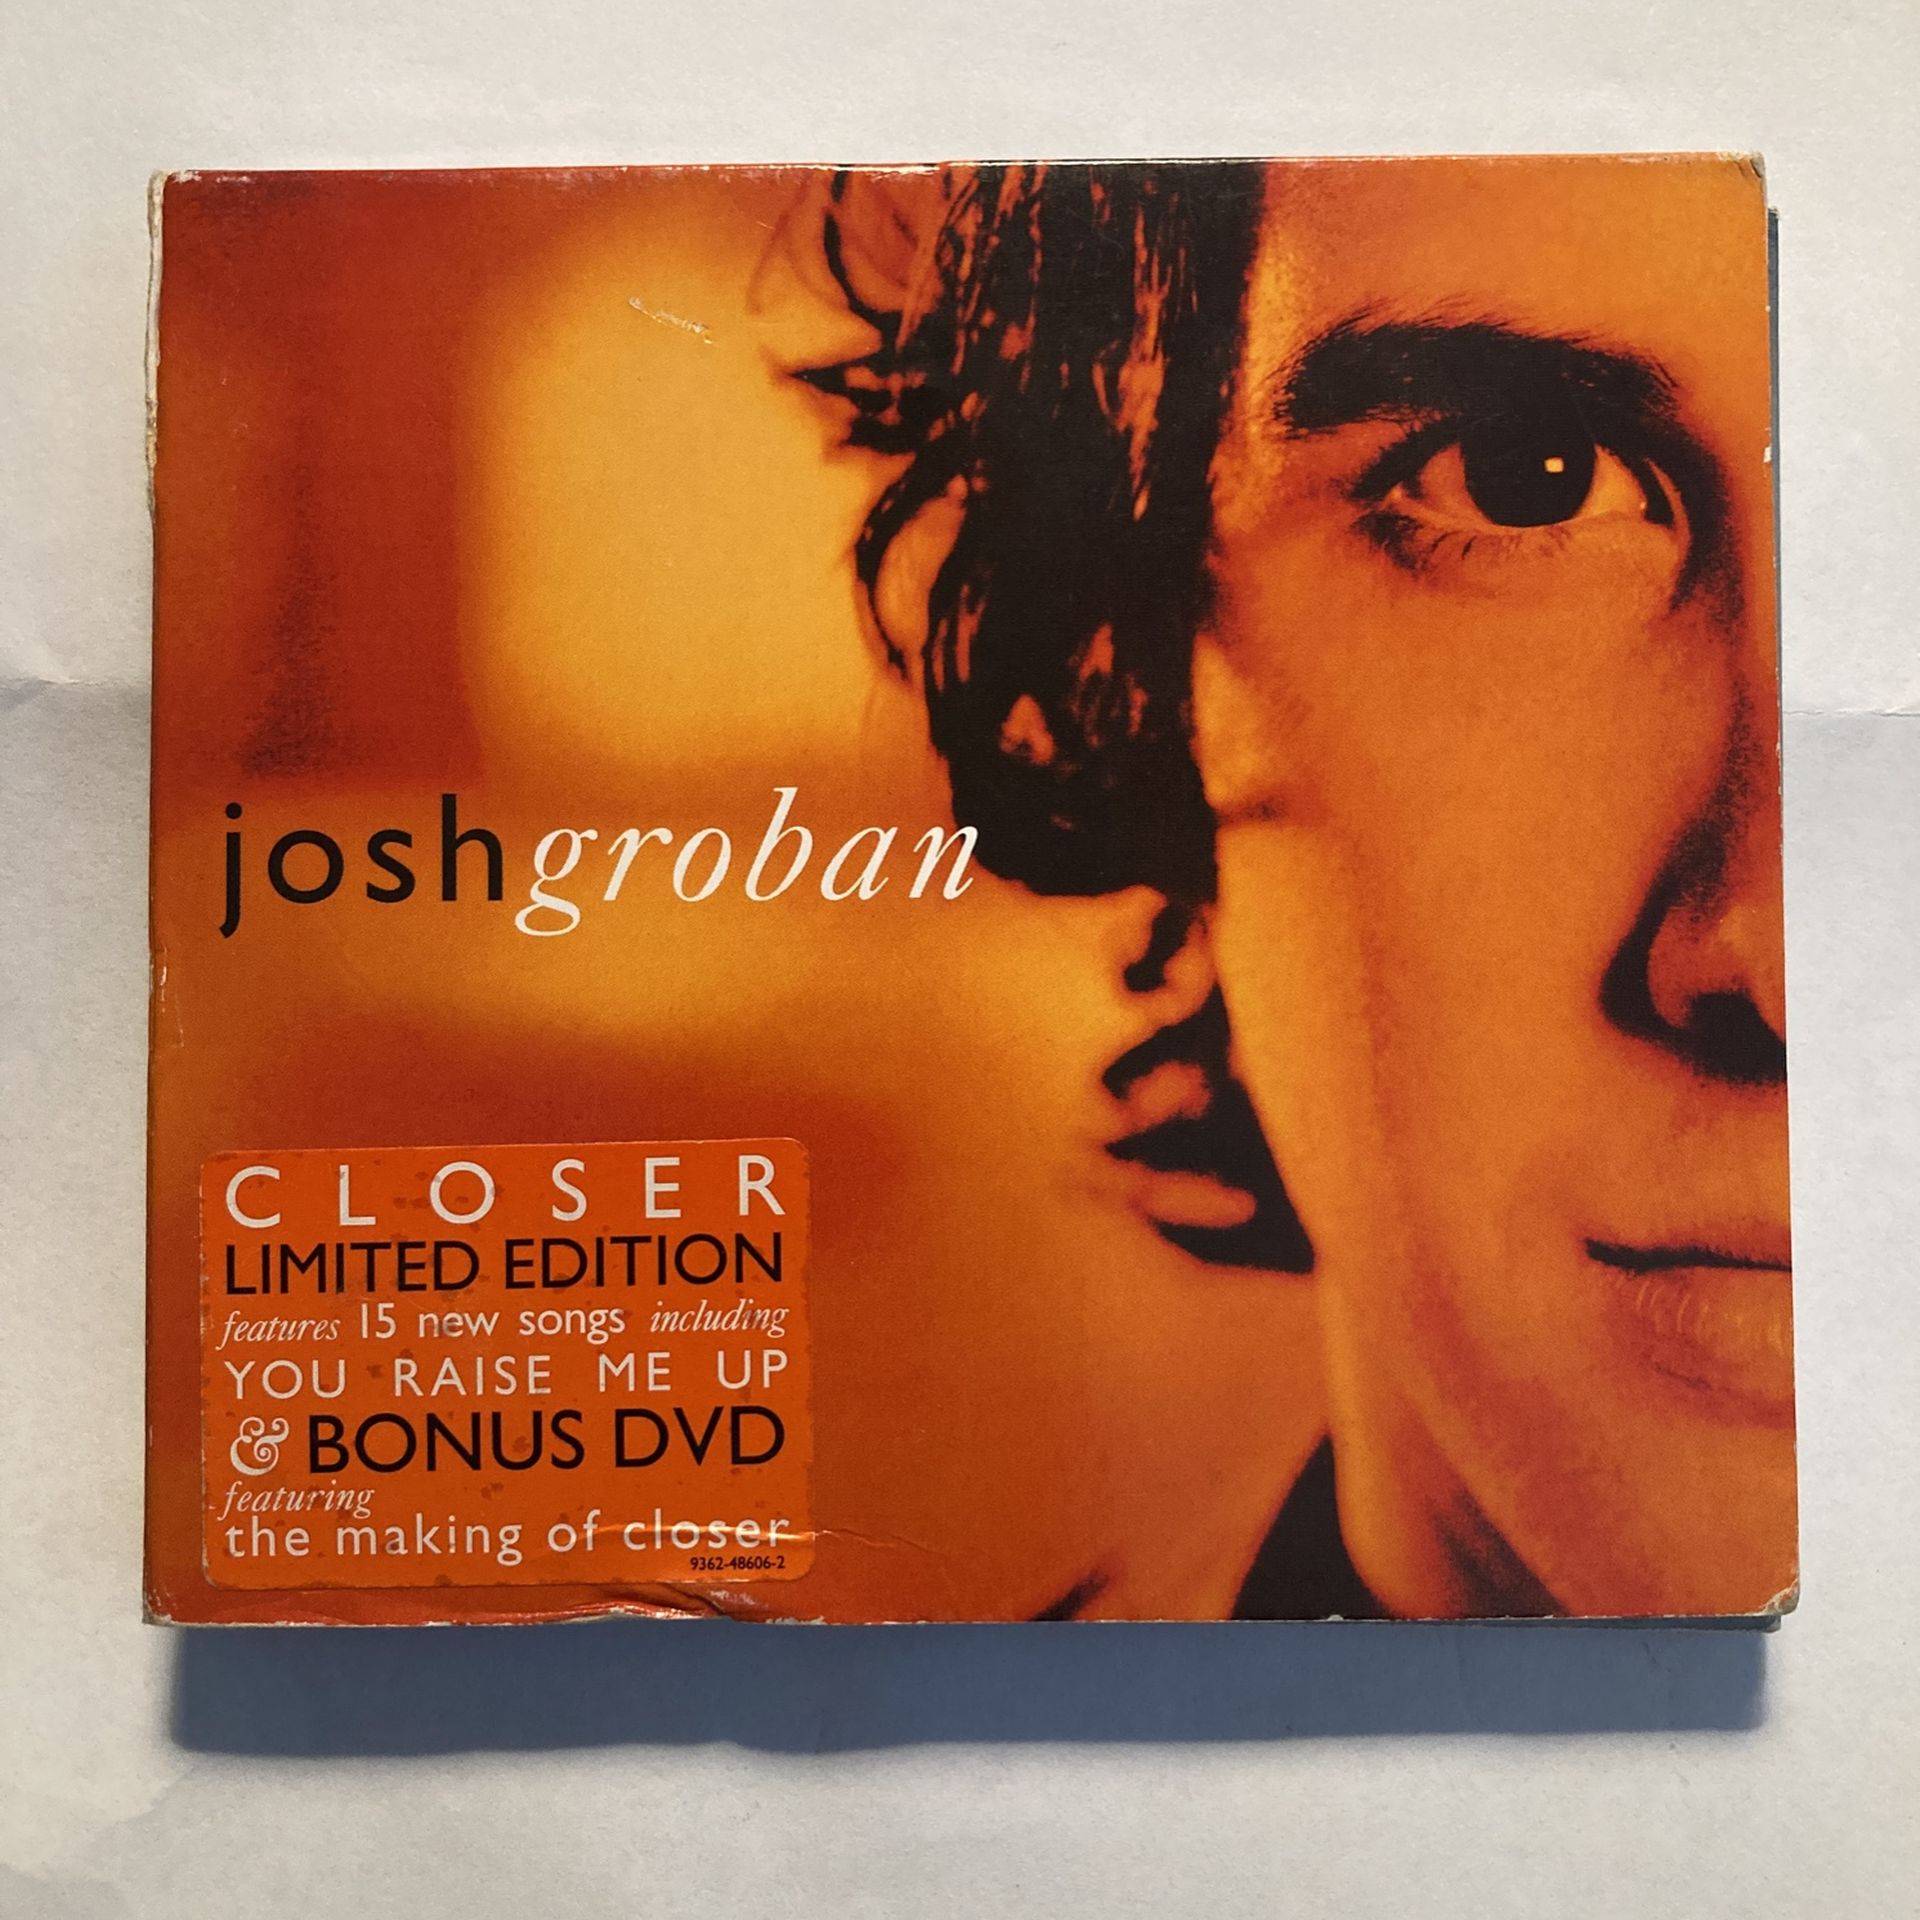 joshgroban
CLOSER
LIMITED EDITION
features 15 new songs including
YOU RAISE ME UP
& BONUS DVD
featuring
the making of closer
9362-48606-2